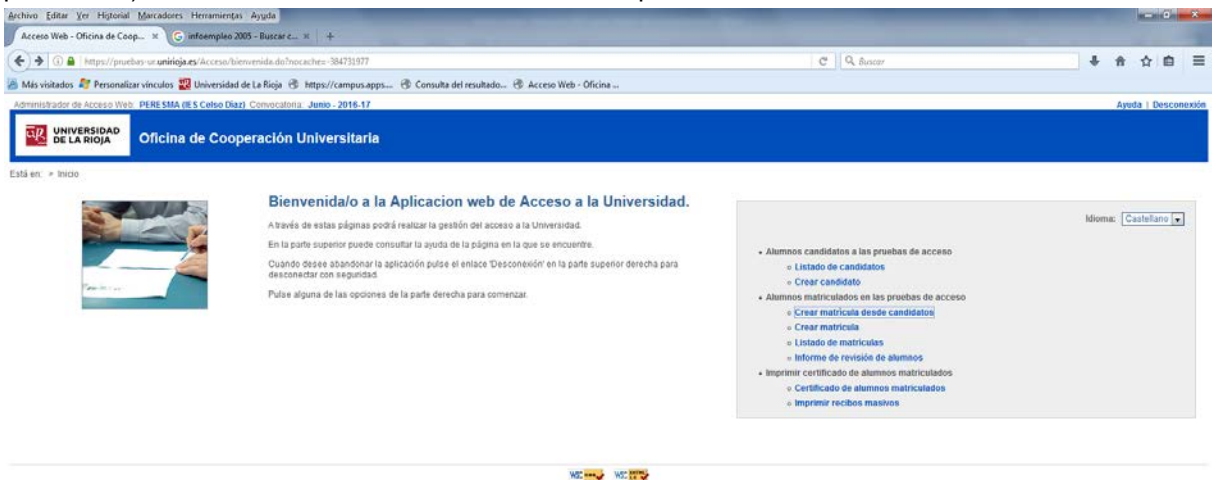 Archivo Editar Ver Historial Marcadores Herramientas Ayuda
Acceso Web - Oficina de Coop... × infoempleo 2005 - Buscar c... × +
https://pruebas-ur.unirioja.es/Acceso/bienvenida.do?nocache=-384731977 Buscar
Más visitados Personalizar vínculos Universidad de La Rioja https://campus.apps.... Consulta del resultado... Acceso Web - Oficina ...
Administrador de Acceso Web: PERESMA (IES Celso Díaz) Convocatoria: Junio - 2016-17 Ayuda | Desconexión
UNIVERSIDAD DE LA RIOJA Oficina de Cooperación Universitaria
Está en: » Inicio
Bienvenida/o a la Aplicacion web de Acceso a la Universidad.
A través de estas páginas podrá realizar la gestión del acceso a la Universidad.
En la parte superior puede consultar la ayuda de la página en la que se encuentre.
Cuando desee abandonar la aplicación pulse el enlace 'Desconexión' en la parte superior derecha para
desconectar con seguridad.
Pulse alguna de las opciones de la parte derecha para comenzar.
Idioma: Castellano
Alumnos candidatos a las pruebas de acceso
Listado de candidatos
Crear candidato
Alumnos matriculados en las pruebas de acceso
Crear matrícula desde candidatos
Crear matrícula
Listado de matrículas
Informe de revisión de alumnos
Imprimir certificado de alumnos matriculados
Certificado de alumnos matriculados
Imprimir recibos masivos
W3C W3C